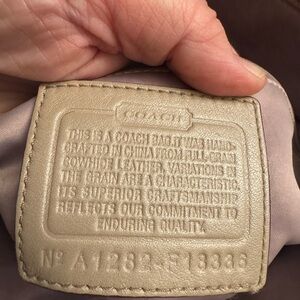 COACH
THIS IS A COACH BAG.IT WAS HAND-
CRAFTED IN CHINA FROM FULL GRAIN
COWHIDE LEATHER. VARIATIONS IN
THE GRAIN ARE A CHARACTERISTIC.
ITS SUPERIOR CRAFTSMANSHIP
REFLECTS OUR COMMITMENT TO
ENDURING QUALITY.
Nº A1282-F18336